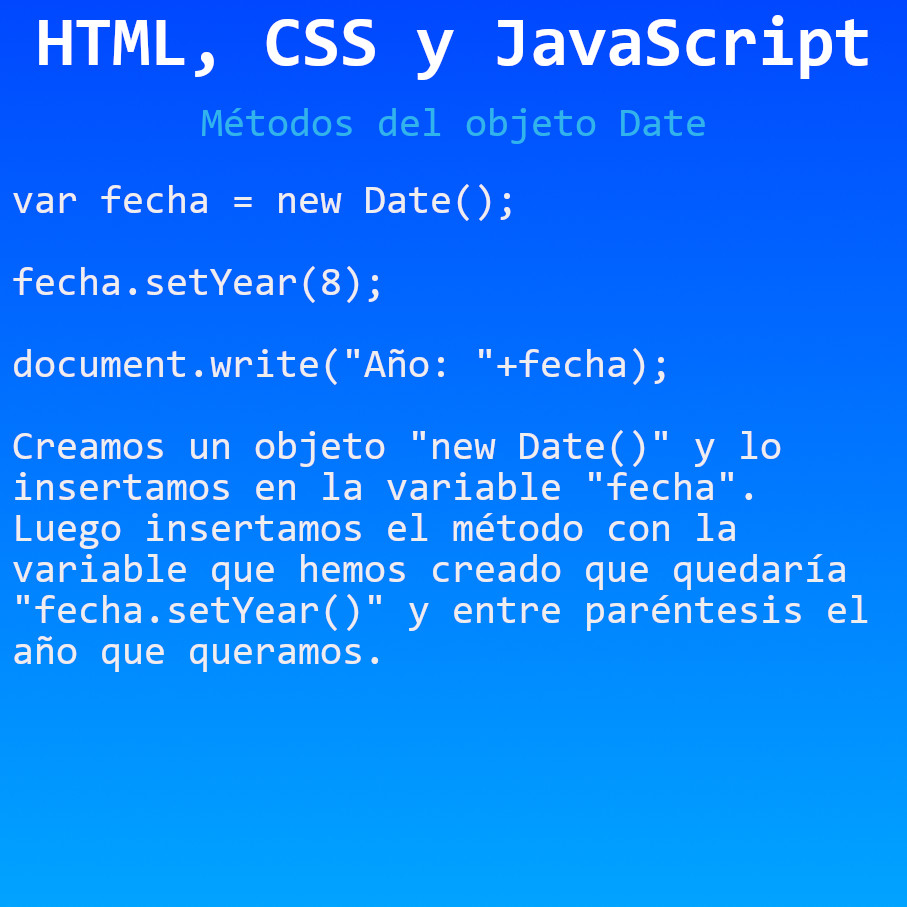 HTML, CSS y JavaScript
Métodos del objeto Date
var fecha = new Date();
fecha.setYear(8);
document.write("Año: "+fecha);
Creamos un objeto "new Date()" y lo
insertamos en la variable "fecha".
Luego insertamos el método con la
variable que hemos creado que quedaría
"fecha.setYear()" y entre paréntesis el
año que queramos.